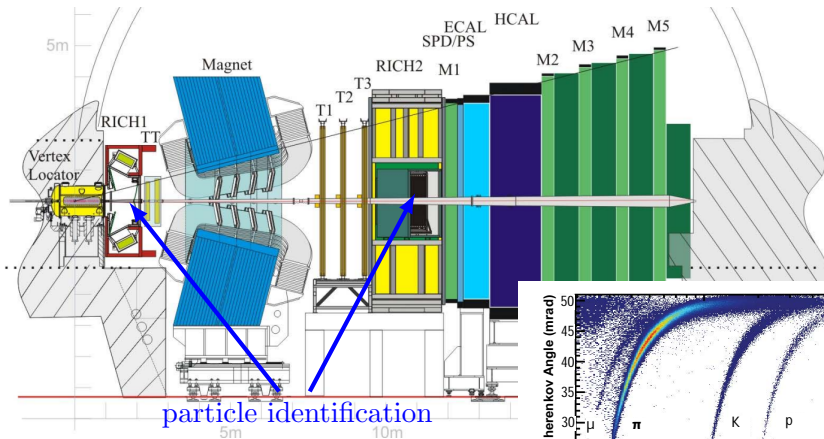 5m
Magnet
RICH1
TT
Vertex
Locator
T1
T2
T3
RICH2
M1
SPD/PS
ECAL
HCAL
M2
M3
M4
M5
particle identification
5m
10m
herenkov Angle (mrad)
50
45
40
35
30
μ
π
K
p